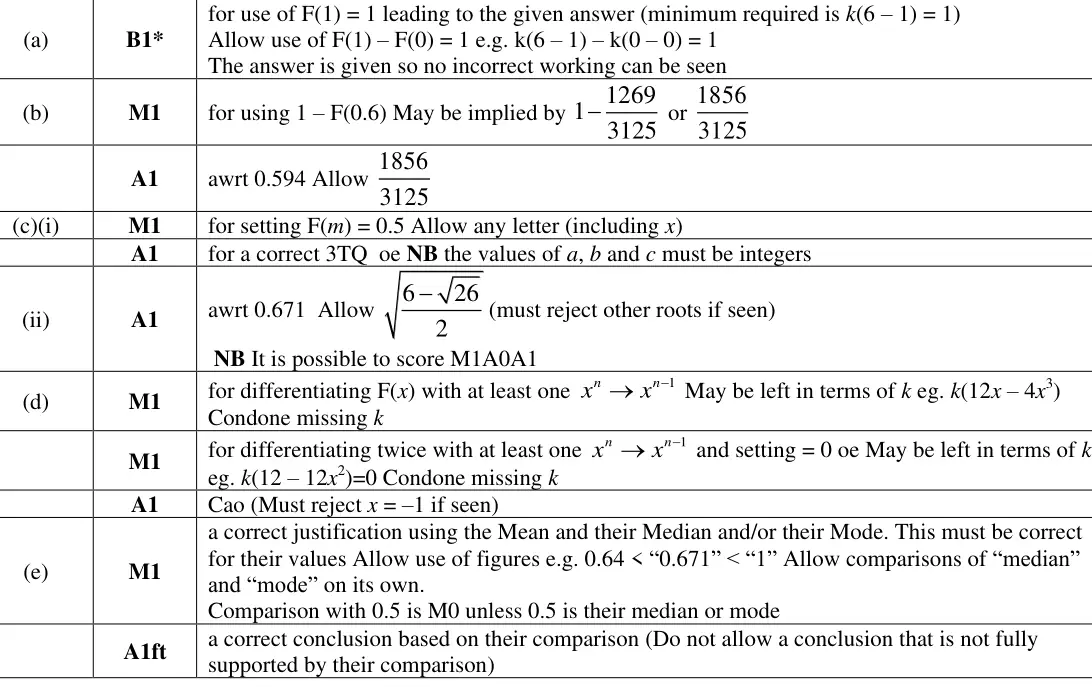 (a) B1* for use of F(1) = 1 leading to the given answer (minimum required is k(6 – 1) = 1)
Allow use of F(1) – F(0) = 1 e.g. k(6 – 1) – k(0 – 0) = 1
The answer is given so no incorrect working can be seen
(b) M1 for using 1 – F(0.6) May be implied by 1 − 1269/3125 or 1856/3125
A1 awrt 0.594 Allow 1856/3125
(c)(i) M1 for setting F(m) = 0.5 Allow any letter (including x)
A1 for a correct 3TQ oe NB the values of a, b and c must be integers
(ii) A1 awrt 0.671 Allow √((6 − √26)/2) (must reject other roots if seen)
NB It is possible to score M1A0A1
(d) M1 for differentiating F(x) with at least one xⁿ → xⁿ⁻¹ May be left in terms of k eg. k(12x – 4x³)
Condone missing k
M1 for differentiating twice with at least one xⁿ → xⁿ⁻¹ and setting = 0 oe May be left in terms of k
eg. k(12 – 12x²)=0 Condone missing k
A1 Cao (Must reject x = –1 if seen)
(e) M1 a correct justification using the Mean and their Median and/or their Mode. This must be correct
for their values Allow use of figures e.g. 0.64 < “0.671” < “1” Allow comparisons of “median”
and “mode” on its own.
Comparison with 0.5 is M0 unless 0.5 is their median or mode
A1ft a correct conclusion based on their comparison (Do not allow a conclusion that is not fully
supported by their comparison)